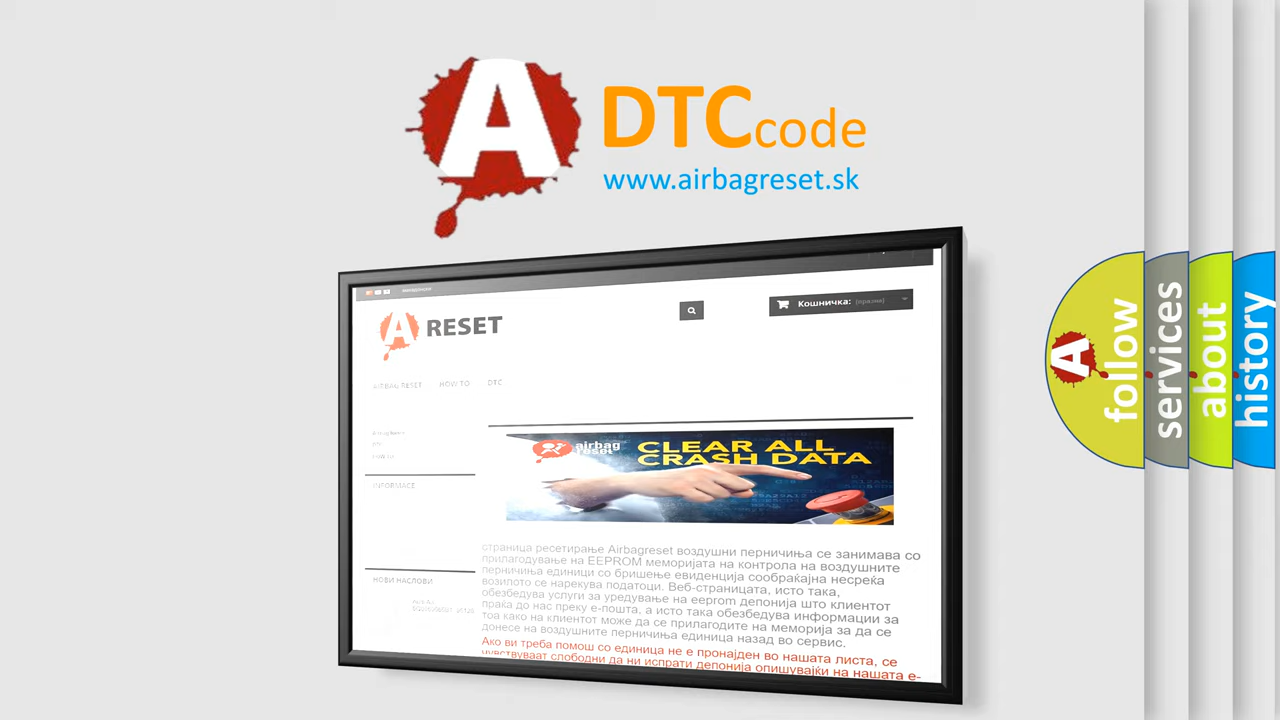 A
DTC code
www.airbagreset.sk
A RESET
Кошничка: (празни)
AIRBAG RESET HOW TO DTC
airbag
reset
CLEAR ALL
CRASH DATA
INFORMACE
НОВИ НАСЛОВИ
страница ресетирање Airbagreset воздушни перничиња се занимава со
прилагодување на EEPROM меморијата на контрола на воздушните
перничиња единици со бришење евиденција сообраќајна несреќа
возилото се нарекува податоци. Веб-страницата, исто така,
обезбедува услуги за уредување на eeprom депонија што клиентот
праќа до нас преку е-пошта, а исто така обезбедува информации за
тоа како на клиентот може да се прилагодите на меморија за да се
донесе на воздушните перничиња единица назад во сервис.
Ако ви треба помош со единица не е пронајден во нашата листа, се
чувствуваат слободни да ни испрати депонија опишувајќи на нашата е-
A
follow
services
about
history